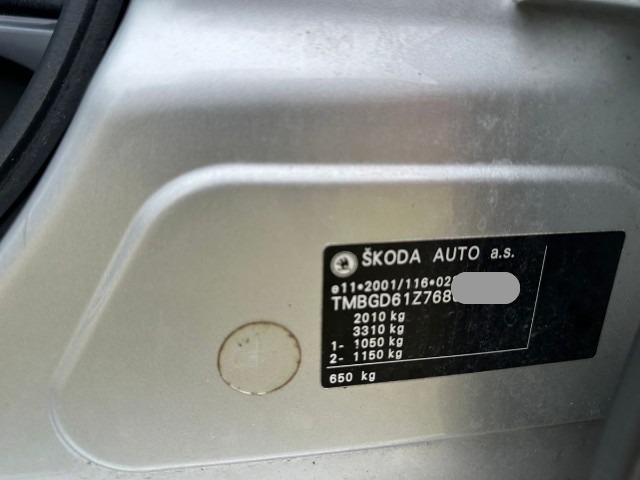 ŠKODA AUTO a.s.
e11*2001/116*02
TMBGD61Z768
2010 kg
3310 kg
1- 1050 kg
2- 1150 kg
650 kg